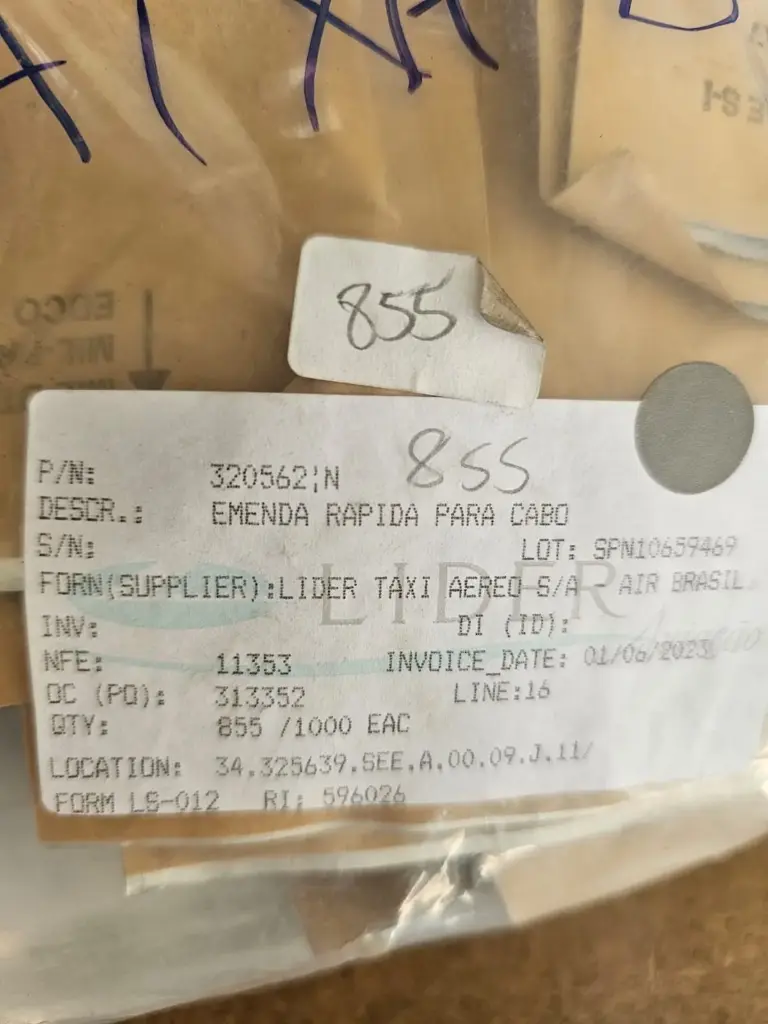 855
855
P/N: 320562¦N
DESCR.: EMENDA RAPIDA PARA CABO
S/N: LOT: SPN10659469
FORN(SUPPLIER):LIDER TAXI AEREO S/A - AIR BRASIL
LIDER
INV: DI (ID):
NFE: 11353 INVOICE_DATE: 01/06/2023
OC (PO): 313352 LINE:16
QTY: 855 /1000 EAC
LOCATION: 34.325639.SEE.A.00.09.J.11/
FORM LS-012 RI: 596026